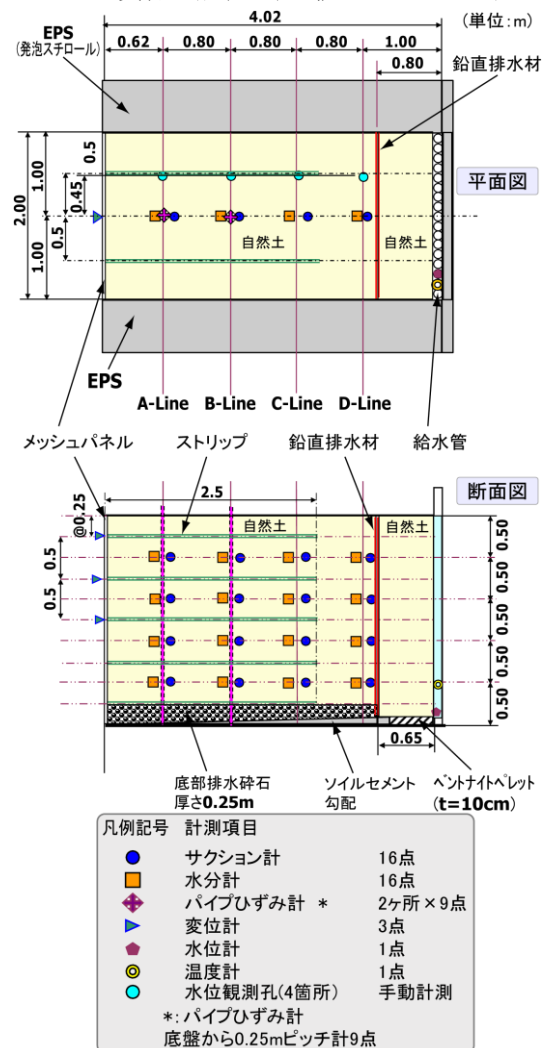 4.02
(単位:m)
EPS
(発泡スチロール)
0.62 0.80 0.80 0.80 1.00
0.80
鉛直排水材
0.5
1.00
0.45
2.00
0.5
1.00
平面図
自然土 自然土
EPS
A-Line B-Line C-Line D-Line
メッシュパネル ストリップ 鉛直排水材 給水管
2.5
断面図
@0.25
自然土 自然土
0.50
0.5
0.50
0.5
0.50
0.50
0.50
0.65
底部排水砕石
厚さ0.25m
ソイルセメント
勾配
ベントナイトペレット
(t=10cm)
凡例記号 計測項目
サクション計 16点
水分計 16点
パイプひずみ計 * 2ヶ所×9点
変位計 3点
水位計 1点
温度計 1点
水位観測孔(4箇所) 手動計測
*:パイプひずみ計
底盤から0.25mピッチ計9点